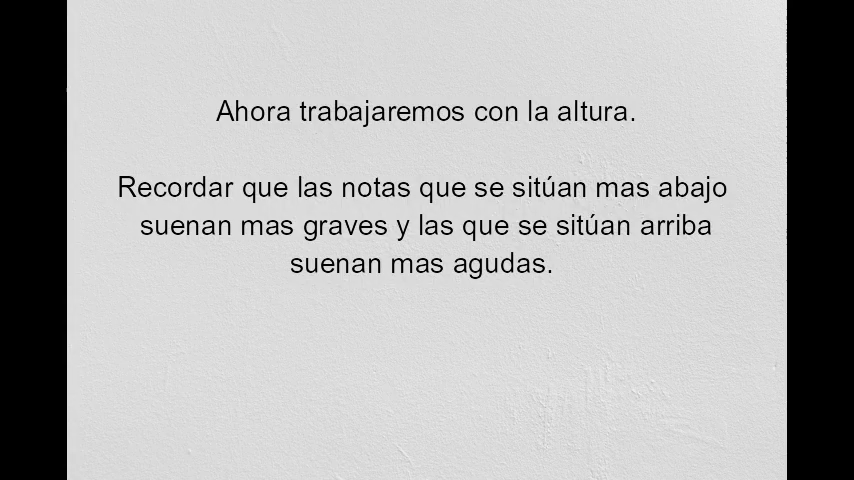 Ahora trabajaremos con la altura.
Recordar que las notas que se sitúan mas abajo
suenan mas graves y las que se sitúan arriba
suenan mas agudas.